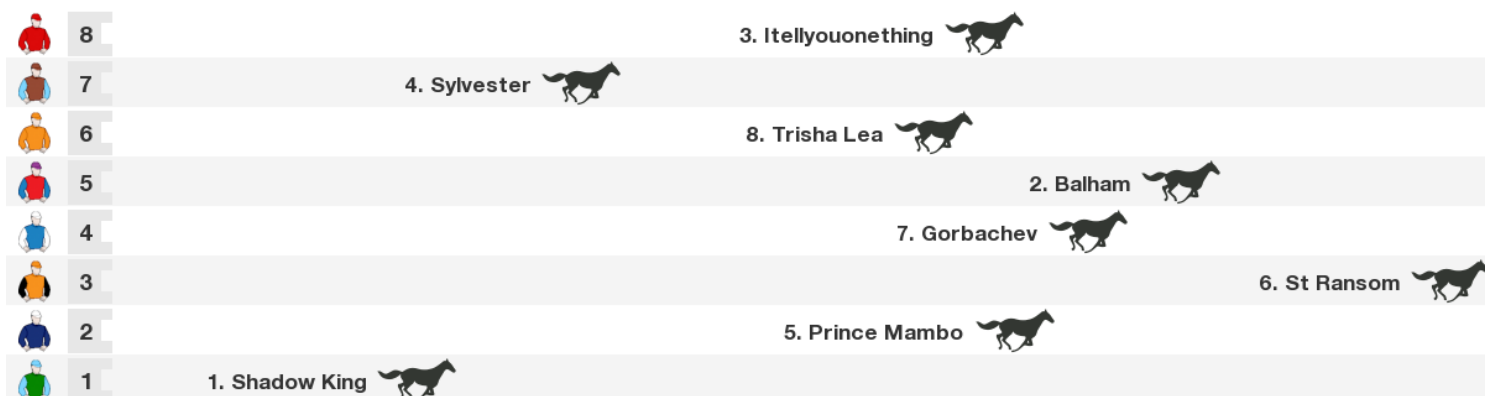 8 3. Itellyouonething
7 4. Sylvester
6 8. Trisha Lea
5 2. Balham
4 7. Gorbachev
3 6. St Ransom
2 5. Prince Mambo
1 1. Shadow King